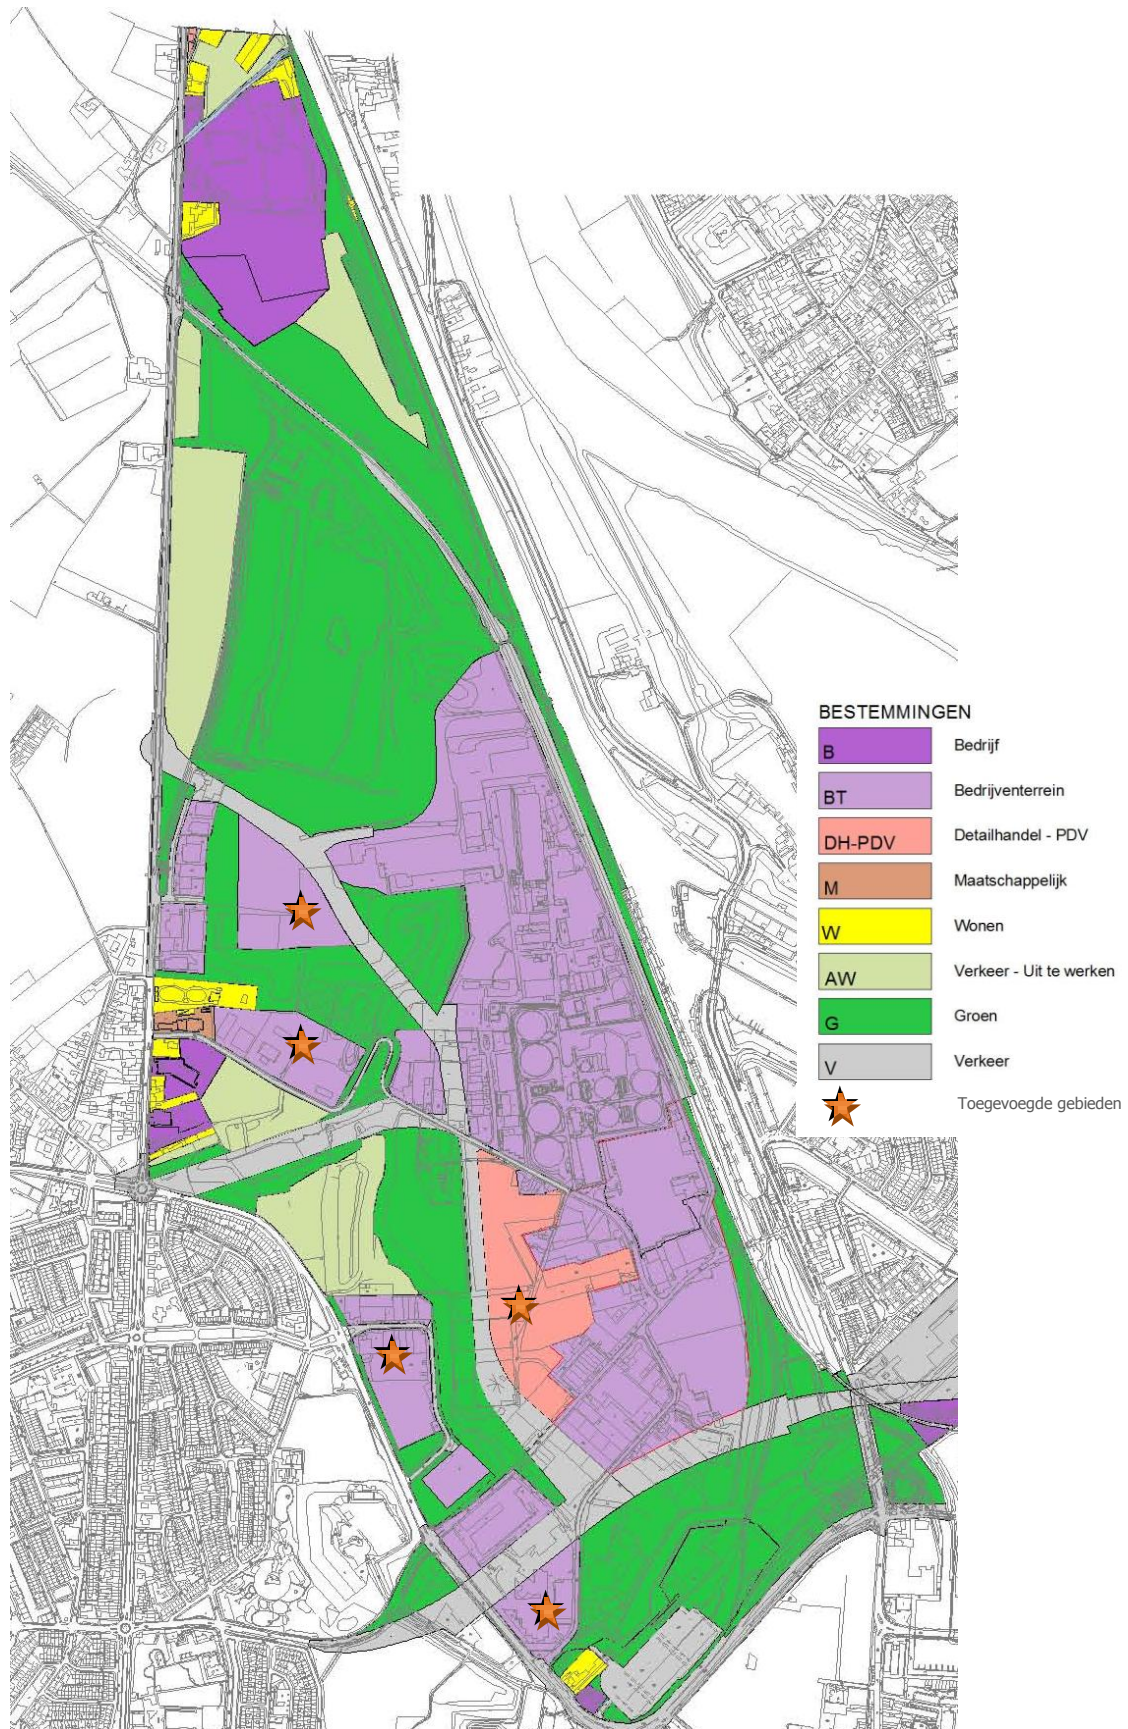 BESTEMMINGEN
B Bedrijf
BT Bedrijventerrein
DH-PDV Detailhandel - PDV
M Maatschappelijk
W Wonen
AW Verkeer - Uit te werken
G Groen
V Verkeer
Toegevoegde gebieden